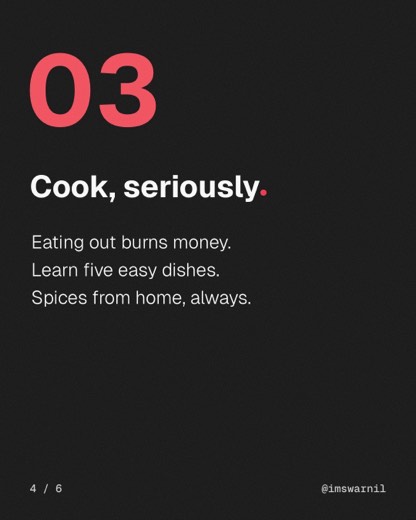 03
Cook, seriously.
Eating out burns money.
Learn five easy dishes.
Spices from home, always.
4 / 6
@imswarnil